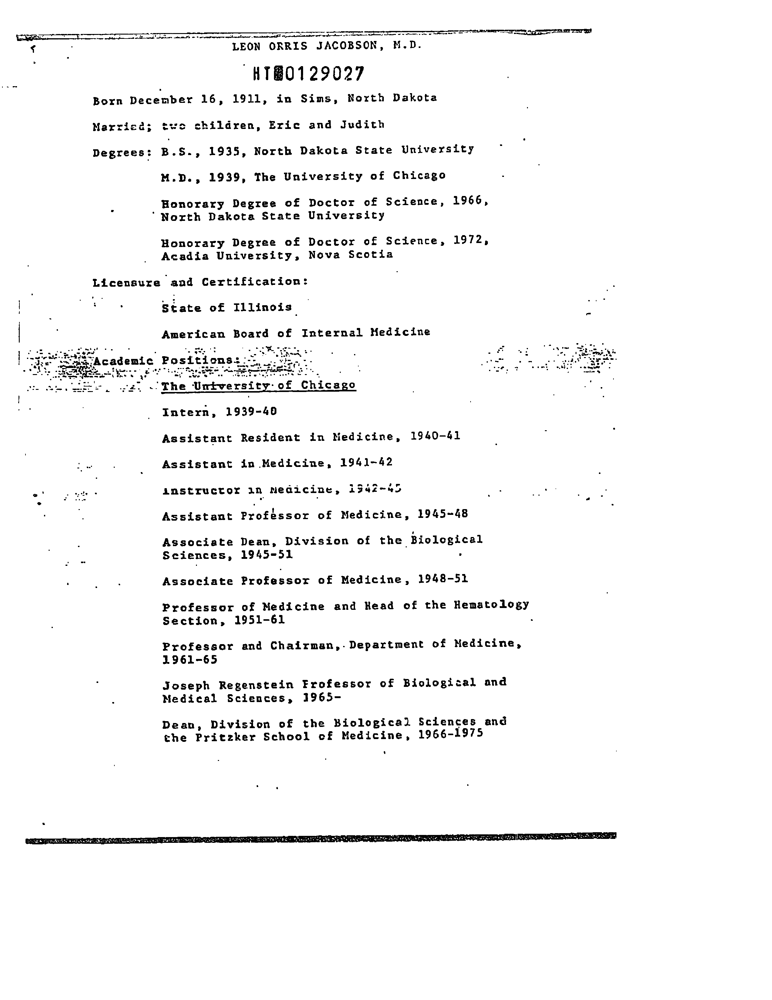 LEON ORRIS JACOBSON, M.D.
HT0129027
Born December 16, 1911, in Sims, North Dakota
Married; two children, Eric and Judith
Degrees: B.S., 1935, North Dakota State University
M.D., 1939, The University of Chicago
Honorary Degree of Doctor of Science, 1966,
North Dakota State University
Honorary Degree of Doctor of Science, 1972,
Acadia University, Nova Scotia
Licensure and Certification:
State of Illinois
American Board of Internal Medicine
Academic Positions:
The University of Chicago
Intern, 1939-40
Assistant Resident in Medicine, 1940-41
Assistant in Medicine, 1941-42
Instructor in Medicine, 1942-45
Assistant Professor of Medicine, 1945-48
Associate Dean, Division of the Biological
Sciences, 1945-51
Associate Professor of Medicine, 1948-51
Professor of Medicine and Head of the Hematology
Section, 1951-61
Professor and Chairman, Department of Medicine,
1961-65
Joseph Regenstein Professor of Biological and
Medical Sciences, 1965-
Dean, Division of the Biological Sciences and
the Pritzker School of Medicine, 1966-1975